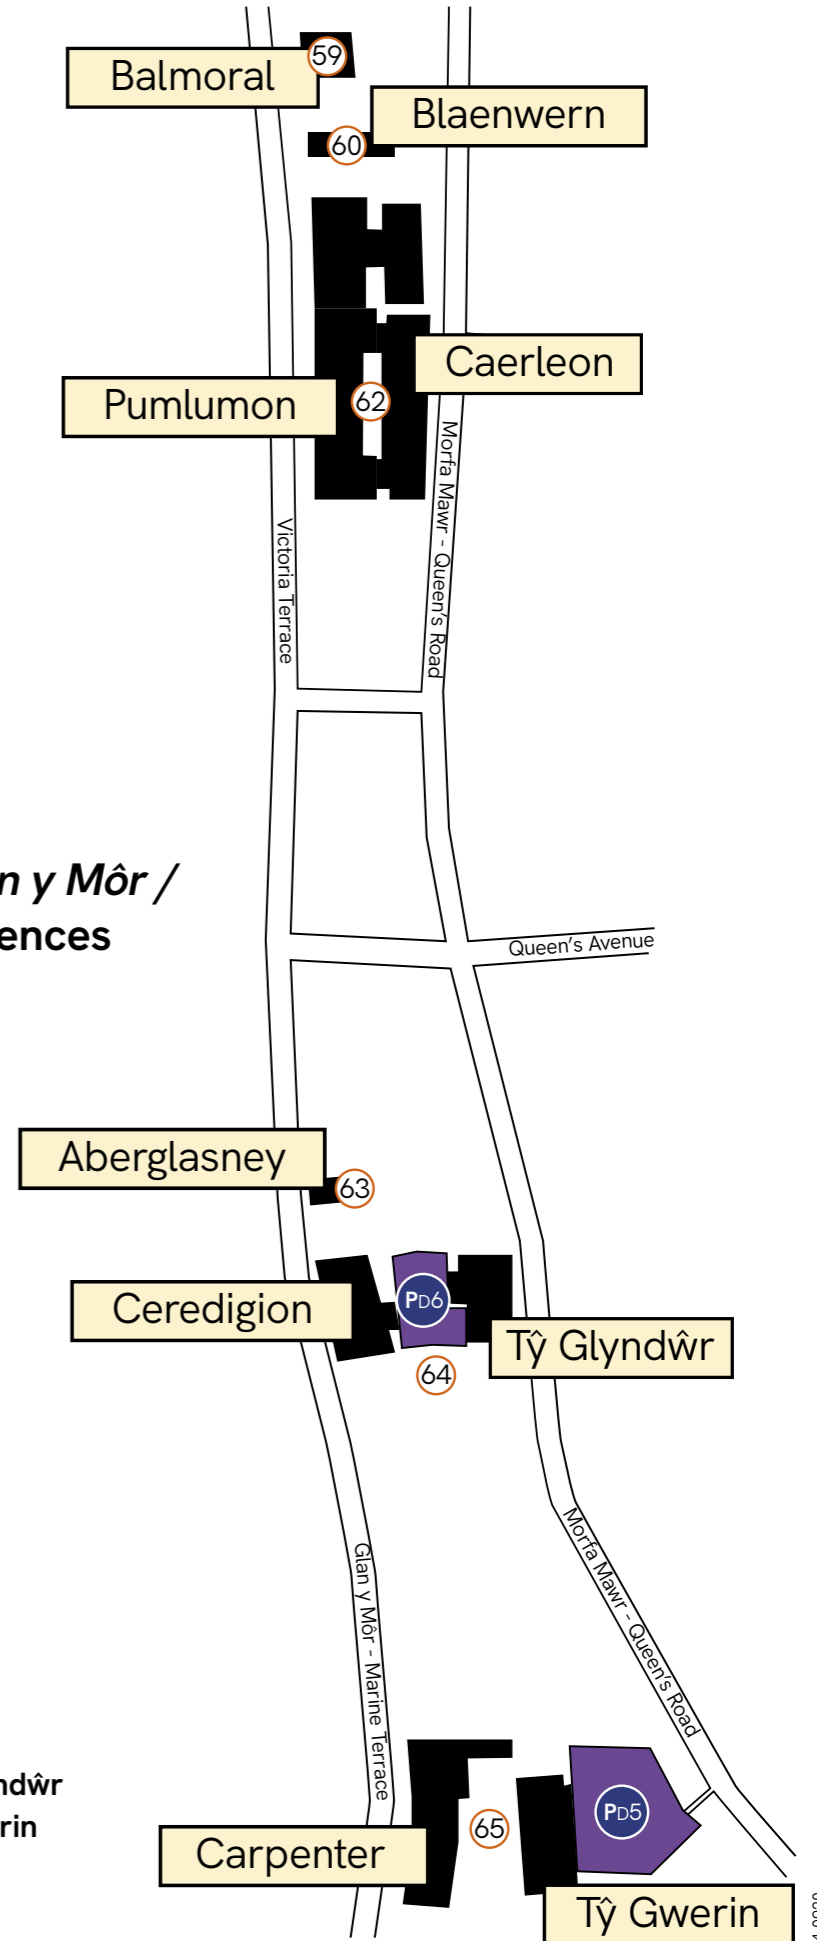 59
Balmoral
Blaenwern
60
Caerleon
Pumlumon
62
Morfa Mawr - Queen's Road
Victoria Terrace
n y Môr /
ences
Queen's Avenue
Aberglasney
63
Ceredigion
PD6
Tŷ Glyndŵr
64
Morfa Mawr - Queen's Road
Glan y Môr - Marine Terrace
ndŵr
rin
PD5
65
Carpenter
Tŷ Gwerin